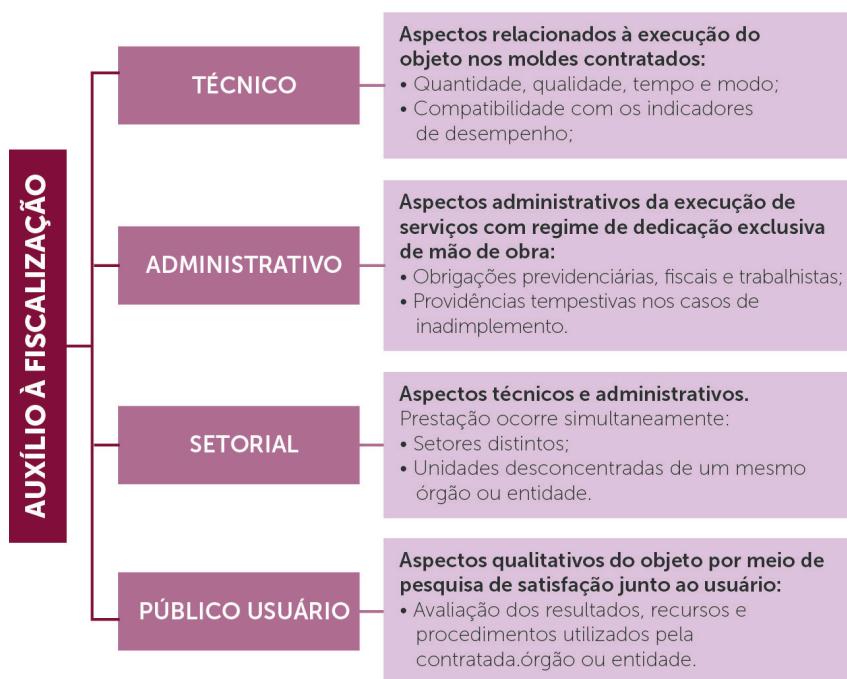 AUXÍLIO À FISCALIZAÇÃO
TÉCNICO
Aspectos relacionados à execução do
objeto nos moldes contratados:
• Quantidade, qualidade, tempo e modo;
• Compatibilidade com os indicadores
de desempenho;
ADMINISTRATIVO
Aspectos administrativos da execução de
serviços com regime de dedicação exclusiva
de mão de obra:
• Obrigações previdenciárias, fiscais e trabalhistas;
• Providências tempestivas nos casos de
inadimplemento.
SETORIAL
Aspectos técnicos e administrativos.
Prestação ocorre simultaneamente:
• Setores distintos;
• Unidades desconcentradas de um mesmo
órgão ou entidade.
PÚBLICO USUÁRIO
Aspectos qualitativos do objeto por meio de
pesquisa de satisfação junto ao usuário:
• Avaliação dos resultados, recursos e
procedimentos utilizados pela
contratada.órgão ou entidade.